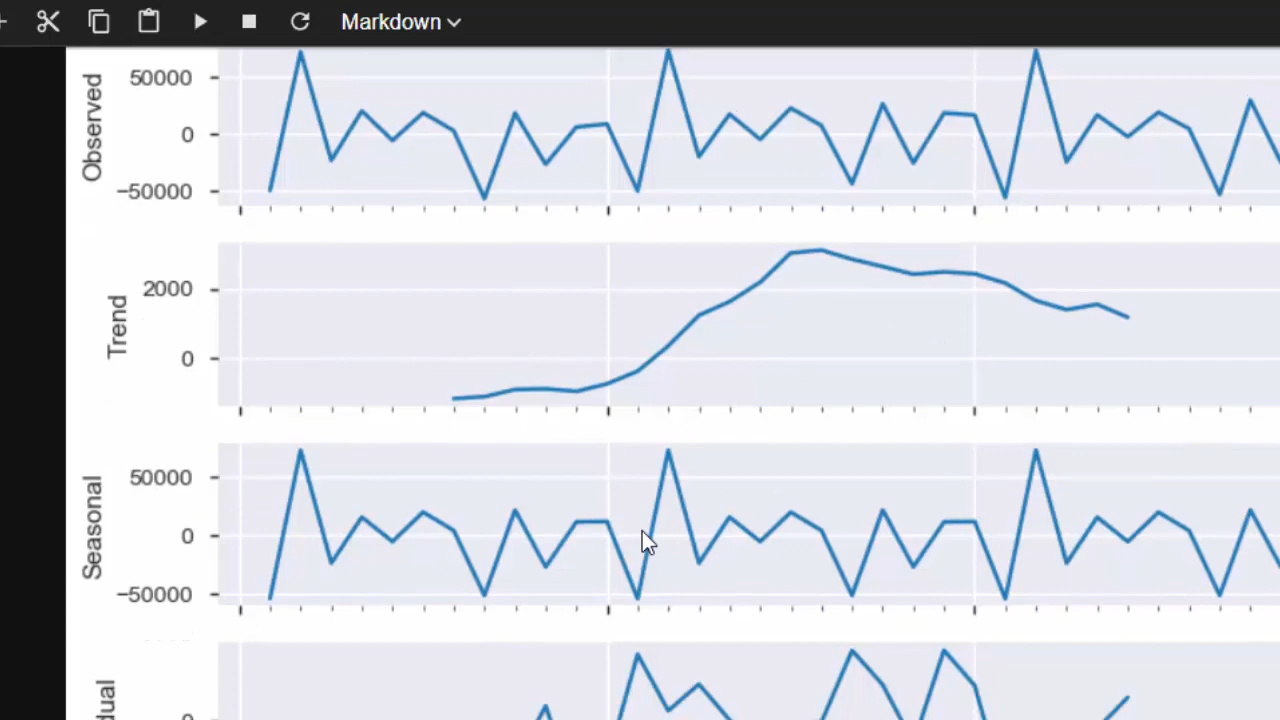 Markdown
Observed
50000
0
−50000
Trend
2000
0
Seasonal
50000
0
−50000
dual
0